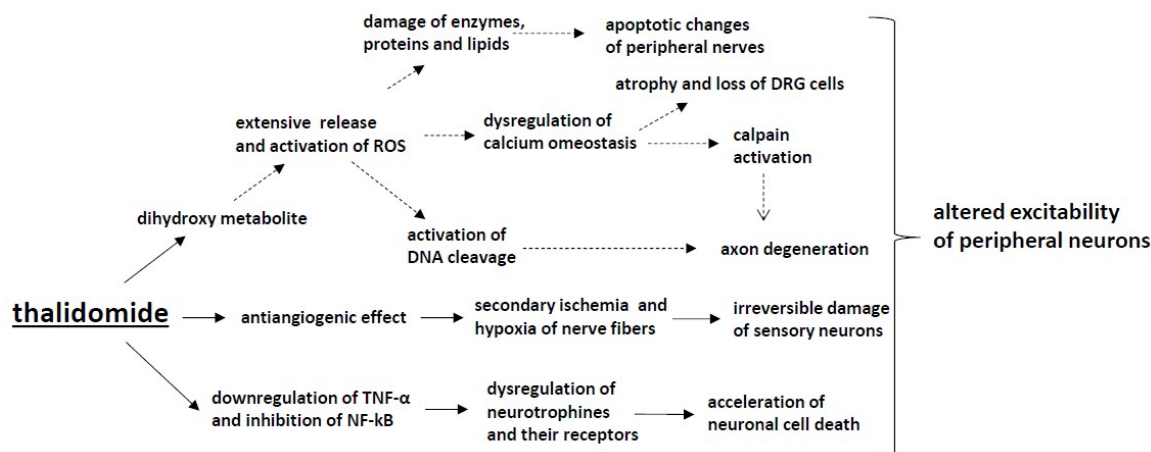 damage of enzymes,
proteins and lipids
apoptotic changes
of peripheral nerves
atrophy and loss of DRG cells
extensive release
and activation of ROS
dysregulation of
calcium omeostasis
calpain
activation
dihydroxy metabolite
activation of
DNA cleavage
axon degeneration
altered excitability
of peripheral neurons
thalidomide
antiangiogenic effect
secondary ischemia and
hypoxia of nerve fibers
irreversible damage
of sensory neurons
downregulation of TNF-α
and inhibition of NF-kB
dysregulation of
neurotrophines
and their receptors
acceleration of
neuronal cell death